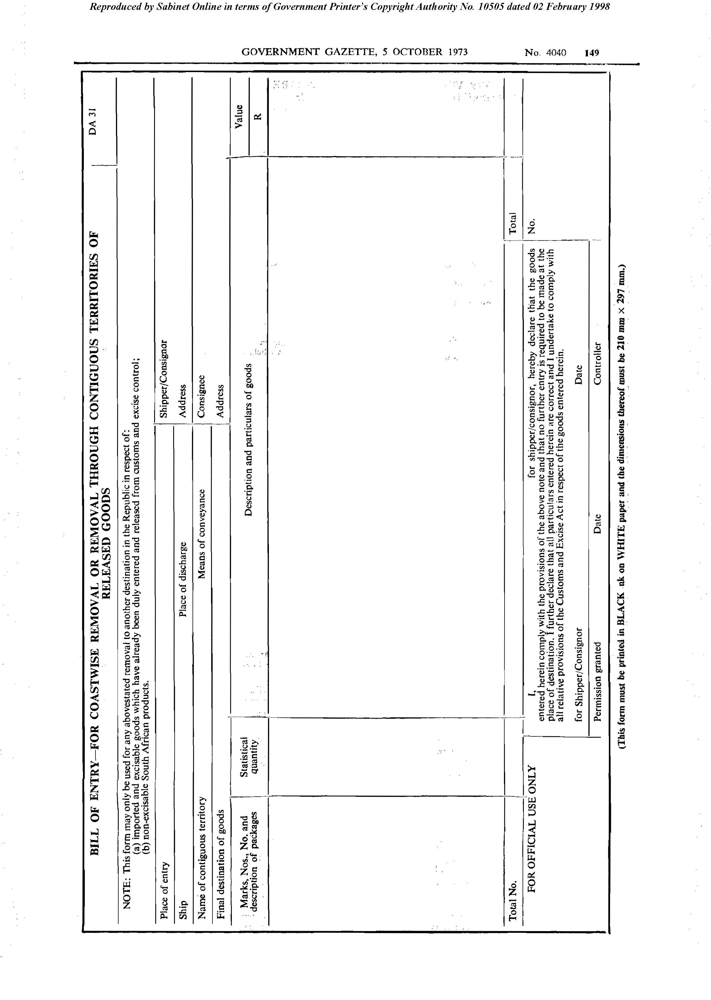 Reproduced by Sabinet Online in terms of Government Printer's Copyright Authority No. 10505 dated 02 February 1998
GOVERNMENT GAZETTE, 5 OCTOBER 1973 No. 4040 149
BILL OF ENTRY—FOR COASTWISE REMOVAL OR REMOVAL THROUGH CONTIGUOUS TERRITORIES OF
RELEASED GOODS
DA 31
NOTE: This form may only be used for any abovestated removal to another destination in the Republic in respect of:
(a) imported and excisable goods which have already been duly entered and released from customs and excise control;
(b) non-excisable South African products.
Place of entry
Shipper/Consignor
Ship
Place of discharge
Address
Name of contiguous territory
Means of conveyance
Consignee
Final destination of goods
Address
Marks, Nos., No. and
description of packages
Statistical
quantity
Description and particulars of goods
Value
R
Total No.
Total
FOR OFFICIAL USE ONLY
I, for shipper/consignor, hereby declare that the goods
entered herein comply with the provisions of the above note and that no further entry is required to be made at the
place of destination. I further declare that all particulars entered herein are correct and I undertake to comply with
all relative provisions of the Customs and Excise Act in respect of the goods entered herein.
No.
for Shipper/Consignor
Date
Permission granted
Date
Controller
(This form must be printed in BLACK nk on WHITE paper and the dimensions thereof must be 210 mm × 297 mm.)